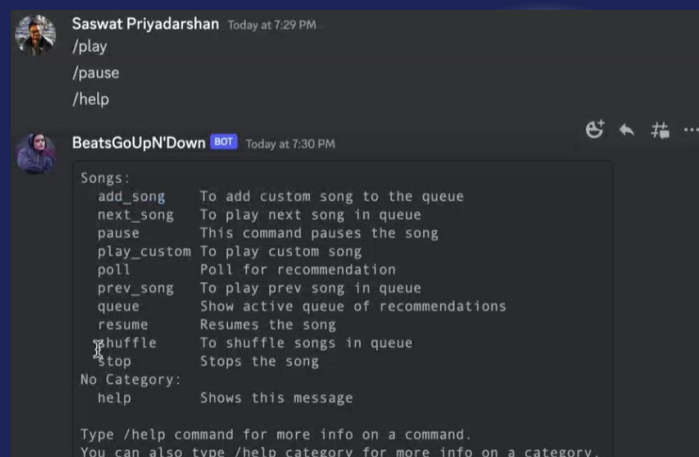 Saswat Priyadarshan Today at 7:29 PM
/play
/pause
/help
BeatsGoUpN'Down BOT Today at 7:30 PM
Songs:
add_song To add custom song to the queue
next_song To play next song in queue
pause This command pauses the song
play_custom To play custom song
poll Poll for recommendation
prev_song To play prev song in queue
queue Show active queue of recommendations
resume Resumes the song
shuffle To shuffle songs in queue
stop Stops the song
No Category:
help Shows this message
Type /help command for more info on a command.
You can also type /help category for more info on a category.